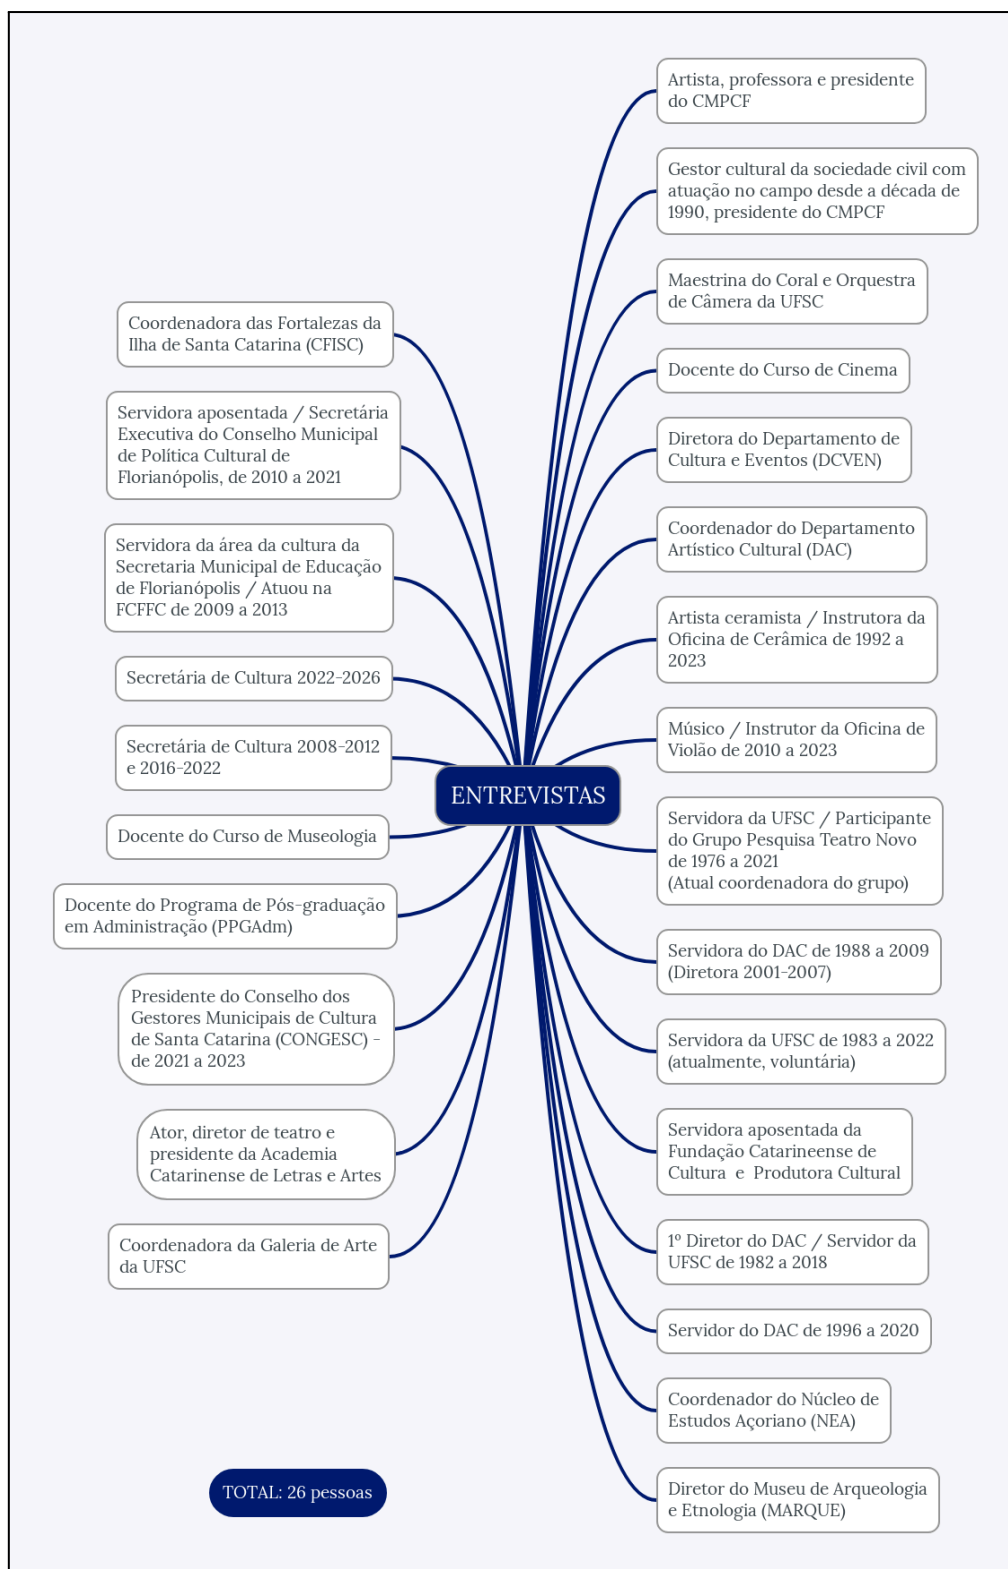 Artista, professora e presidente
do CMPCF
Gestor cultural da sociedade civil com
atuação no campo desde a década de
1990, presidente do CMPCF
Maestrina do Coral e Orquestra
de Câmera da UFSC
Docente do Curso de Cinema
Diretora do Departamento de
Cultura e Eventos (DCVEN)
Coordenador do Departamento
Artístico Cultural (DAC)
Artista ceramista / Instrutora da
Oficina de Cerâmica de 1992 a
2023
Músico / Instrutor da Oficina de
Violão de 2010 a 2023
Servidora da UFSC / Participante
do Grupo Pesquisa Teatro Novo
de 1976 a 2021
(Atual coordenadora do grupo)
Servidora do DAC de 1988 a 2009
(Diretora 2001-2007)
Servidora da UFSC de 1983 a 2022
(atualmente, voluntária)
Servidora aposentada da
Fundação Catarineense de
Cultura e Produtora Cultural
1º Diretor do DAC / Servidor da
UFSC de 1982 a 2018
Servidor do DAC de 1996 a 2020
Coordenador do Núcleo de
Estudos Açoriano (NEA)
Diretor do Museu de Arqueologia
e Etnologia (MARQUE)
ENTREVISTAS
Coordenadora das Fortalezas da
Ilha de Santa Catarina (CFISC)
Servidora aposentada / Secretária
Executiva do Conselho Municipal
de Política Cultural de
Florianópolis, de 2010 a 2021
Servidora da área da cultura da
Secretaria Municipal de Educação
de Florianópolis / Atuou na
FCFFC de 2009 a 2013
Secretária de Cultura 2022-2026
Secretária de Cultura 2008-2012
e 2016-2022
Docente do Curso de Museologia
Docente do Programa de Pós-graduação
em Administração (PPGAdm)
Presidente do Conselho dos
Gestores Municipais de Cultura
de Santa Catarina (CONGESC) -
de 2021 a 2023
Ator, diretor de teatro e
presidente da Academia
Catarinense de Letras e Artes
Coordenadora da Galeria de Arte
da UFSC
TOTAL: 26 pessoas